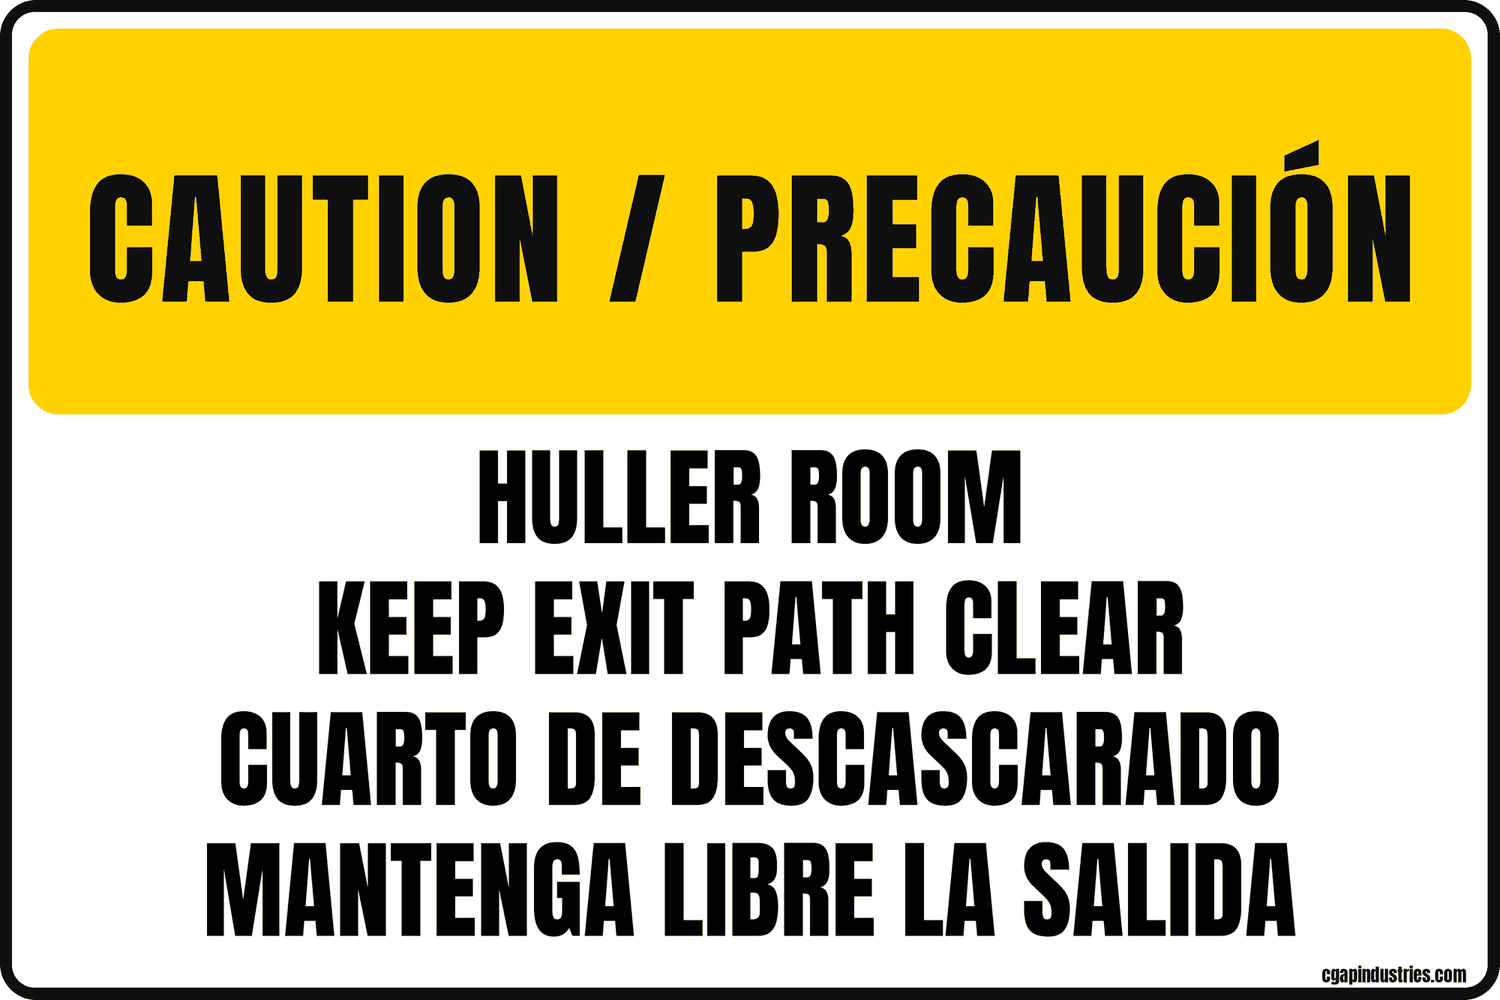 CAUTION / PRECAUCIÓN
HULLER ROOM
KEEP EXIT PATH CLEAR
CUARTO DE DESCASCARADO
MANTENGA LIBRE LA SALIDA
cgapindustries.com